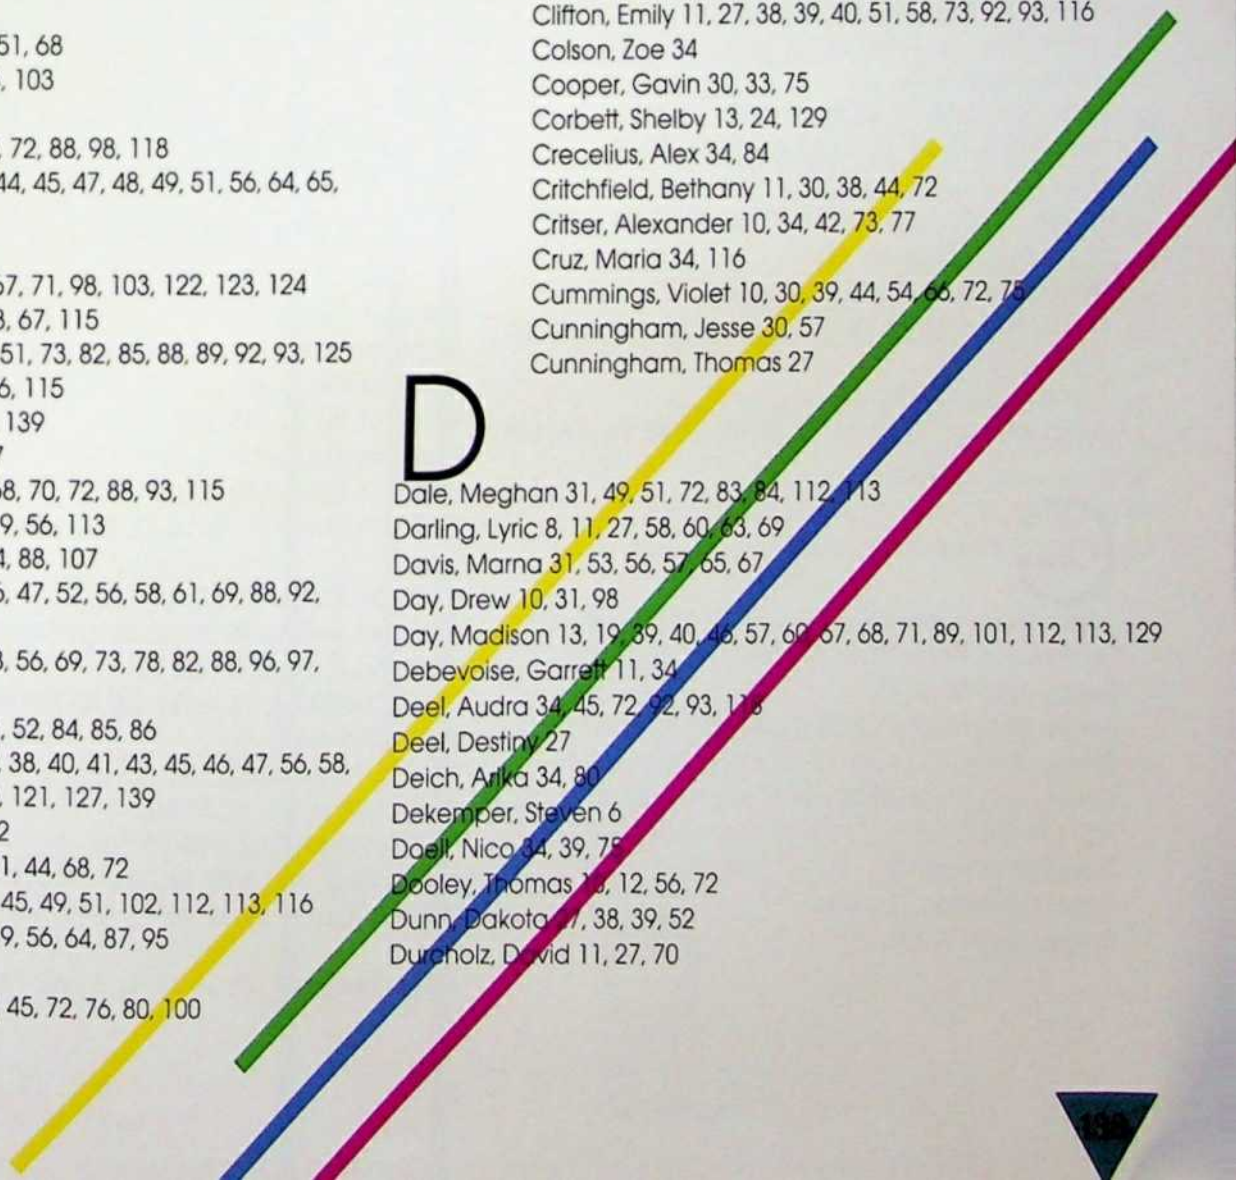 51, 68
, 103
, 72, 88, 98, 118
44, 45, 47, 48, 49, 51, 56, 64, 65,
67, 71, 98, 103, 122, 123, 124
3, 67, 115
51, 73, 82, 85, 88, 89, 92, 93, 125
6, 115
139
7
58, 70, 72, 88, 93, 115
9, 56, 113
4, 88, 107
6, 47, 52, 56, 58, 61, 69, 88, 92,
3, 56, 69, 73, 78, 82, 88, 96, 97,
, 52, 84, 85, 86
38, 40, 41, 43, 45, 46, 47, 56, 58,
, 121, 127, 139
2
1, 44, 68, 72
45, 49, 51, 102, 112, 113, 116
9, 56, 64, 87, 95
45, 72, 76, 80, 100
Clifton, Emily 11, 27, 38, 39, 40, 51, 58, 73, 92, 93, 116
Colson, Zoe 34
Cooper, Gavin 30, 33, 75
Corbett, Shelby 13, 24, 129
Crecelius, Alex 34, 84
Critchfield, Bethany 11, 30, 38, 44, 72
Critser, Alexander 10, 34, 42, 73, 77
Cruz, Maria 34, 116
Cummings, Violet 10, 30, 39, 44, 54, 66, 72, 75
Cunningham, Jesse 30, 57
Cunningham, Thomas 27
D
Dale, Meghan 31, 49, 51, 72, 83, 84, 112, 113
Darling, Lyric 8, 11, 27, 58, 60, 63, 69
Davis, Marna 31, 53, 56, 57, 65, 67
Day, Drew 10, 31, 98
Day, Madison 13, 19, 39, 40, 46, 57, 60, 67, 68, 71, 89, 101, 112, 113, 129
Debevoise, Garrett 11, 34
Deel, Audra 34, 45, 72, 92, 93,
Deel, Destiny 27
Deich, Arika 34, 80
Dekemper, Steven 6
Doell, Nico 34, 39, 75
Dooley, Thomas 12, 56, 72
Dunn, Dakota 27, 38, 39, 52
Durcholz, David 11, 27, 70